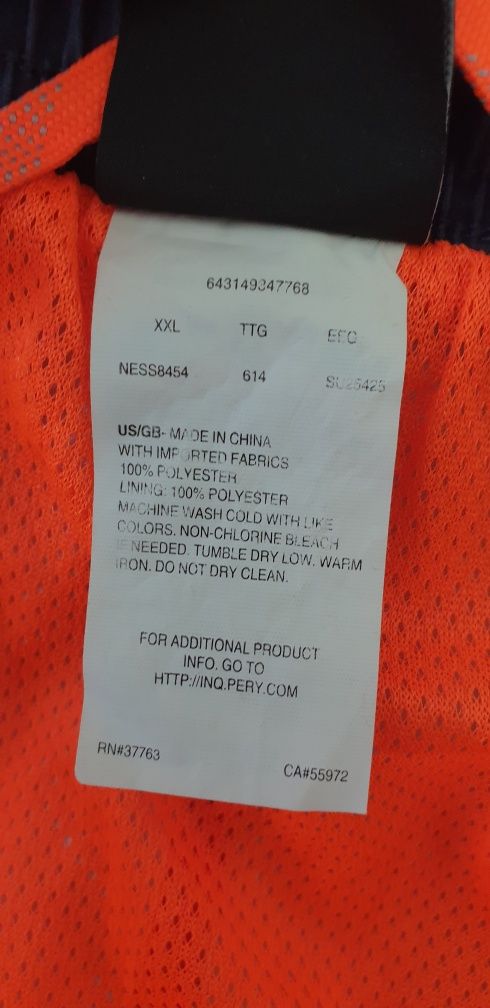 643149347768
XXL TTG
NESS8454 614 SU25425
US/GB- MADE IN CHINA
WITH IMPORTED FABRICS
100% POLYESTER
LINING: 100% POLYESTER
MACHINE WASH COLD WITH LIKE
COLORS. NON-CHLORINE BLEACH
IF NEEDED. TUMBLE DRY LOW. WARM
IRON. DO NOT DRY CLEAN.
FOR ADDITIONAL PRODUCT
INFO. GO TO
HTTP://INQ.PERY.COM
RN#37763
CA#55972